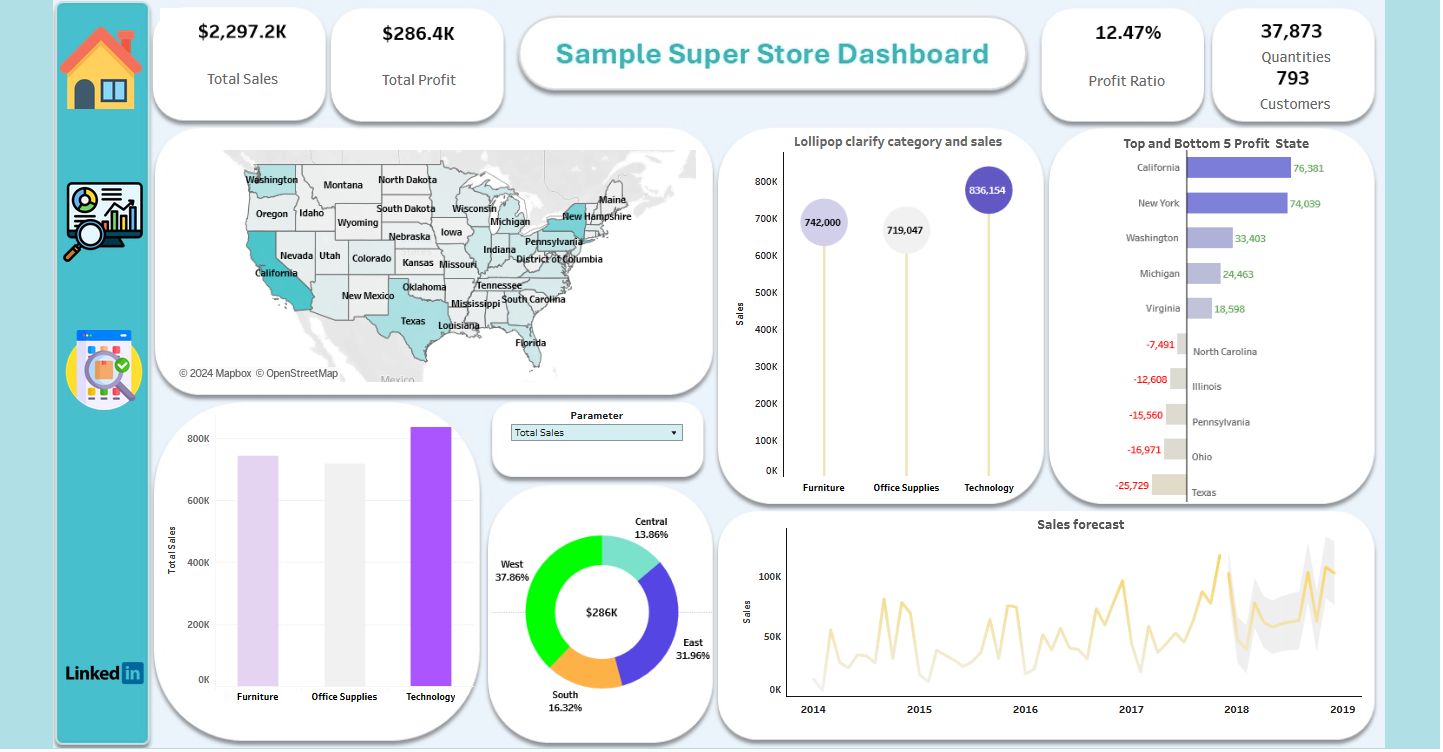 $2,297.2K
Total Sales
$286.4K
Total Profit
Sample Super Store Dashboard
12.47%
Profit Ratio
37,873
Quantities
793
Customers
Washington
Montana
North Dakota
Maine
Oregon
Idaho
South Dakota
Wisconsin
New Hampshire
Wyoming
Michigan
Nebraska
Iowa
Pennsylvania
Nevada
Utah
Colorado
Kansas
Missouri
Indiana
District of Columbia
California
New Mexico
Oklahoma
Tennessee
Mississippi
South Carolina
Texas
Louisiana
Florida
Mexico
© 2024 Mapbox © OpenStreetMap
Lollipop clarify category and sales
Sales
800K
700K
600K
500K
400K
300K
200K
100K
0K
742,000
719,047
836,154
Furniture
Office Supplies
Technology
Top and Bottom 5 Profit State
California 76,381
New York 74,039
Washington 33,403
Michigan 24,463
Virginia 18,598
-7,491 North Carolina
-12,608 Illinois
-15,560 Pennsylvania
-16,971 Ohio
-25,729 Texas
Total Sales
800K
600K
400K
200K
0K
Furniture
Office Supplies
Technology
Parameter
Total Sales
Central
13.86%
West
37.86%
$286K
East
31.96%
South
16.32%
Sales forecast
Sales
100K
50K
0K
2014
2015
2016
2017
2018
2019
Linked in